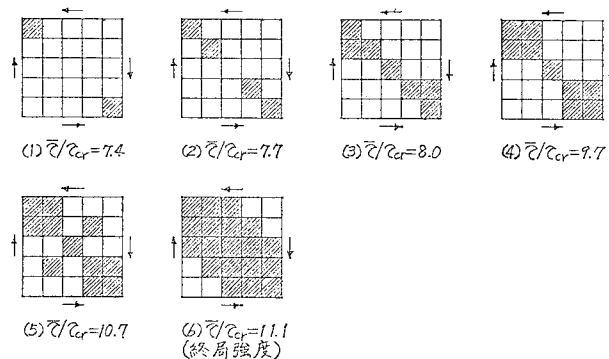 (1) τ̄/τcr=7.4
(2) τ̄/τcr=7.7
(3) τ̄/τcr=8.0
(4) τ̄/τcr=9.7
(5) τ̄/τcr=10.7
(6) τ̄/τcr=11.1
(終局強度)